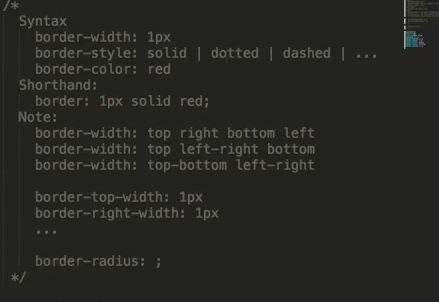 /*
Syntax
border-width: 1px
border-style: solid | dotted | dashed | ...
border-color: red
Shorthand:
border: 1px solid red;
Note:
border-width: top right bottom left
border-width: top left-right bottom
border-width: top-bottom left-right
border-top-width: 1px
border-right-width: 1px
...
border-radius: ;
*/